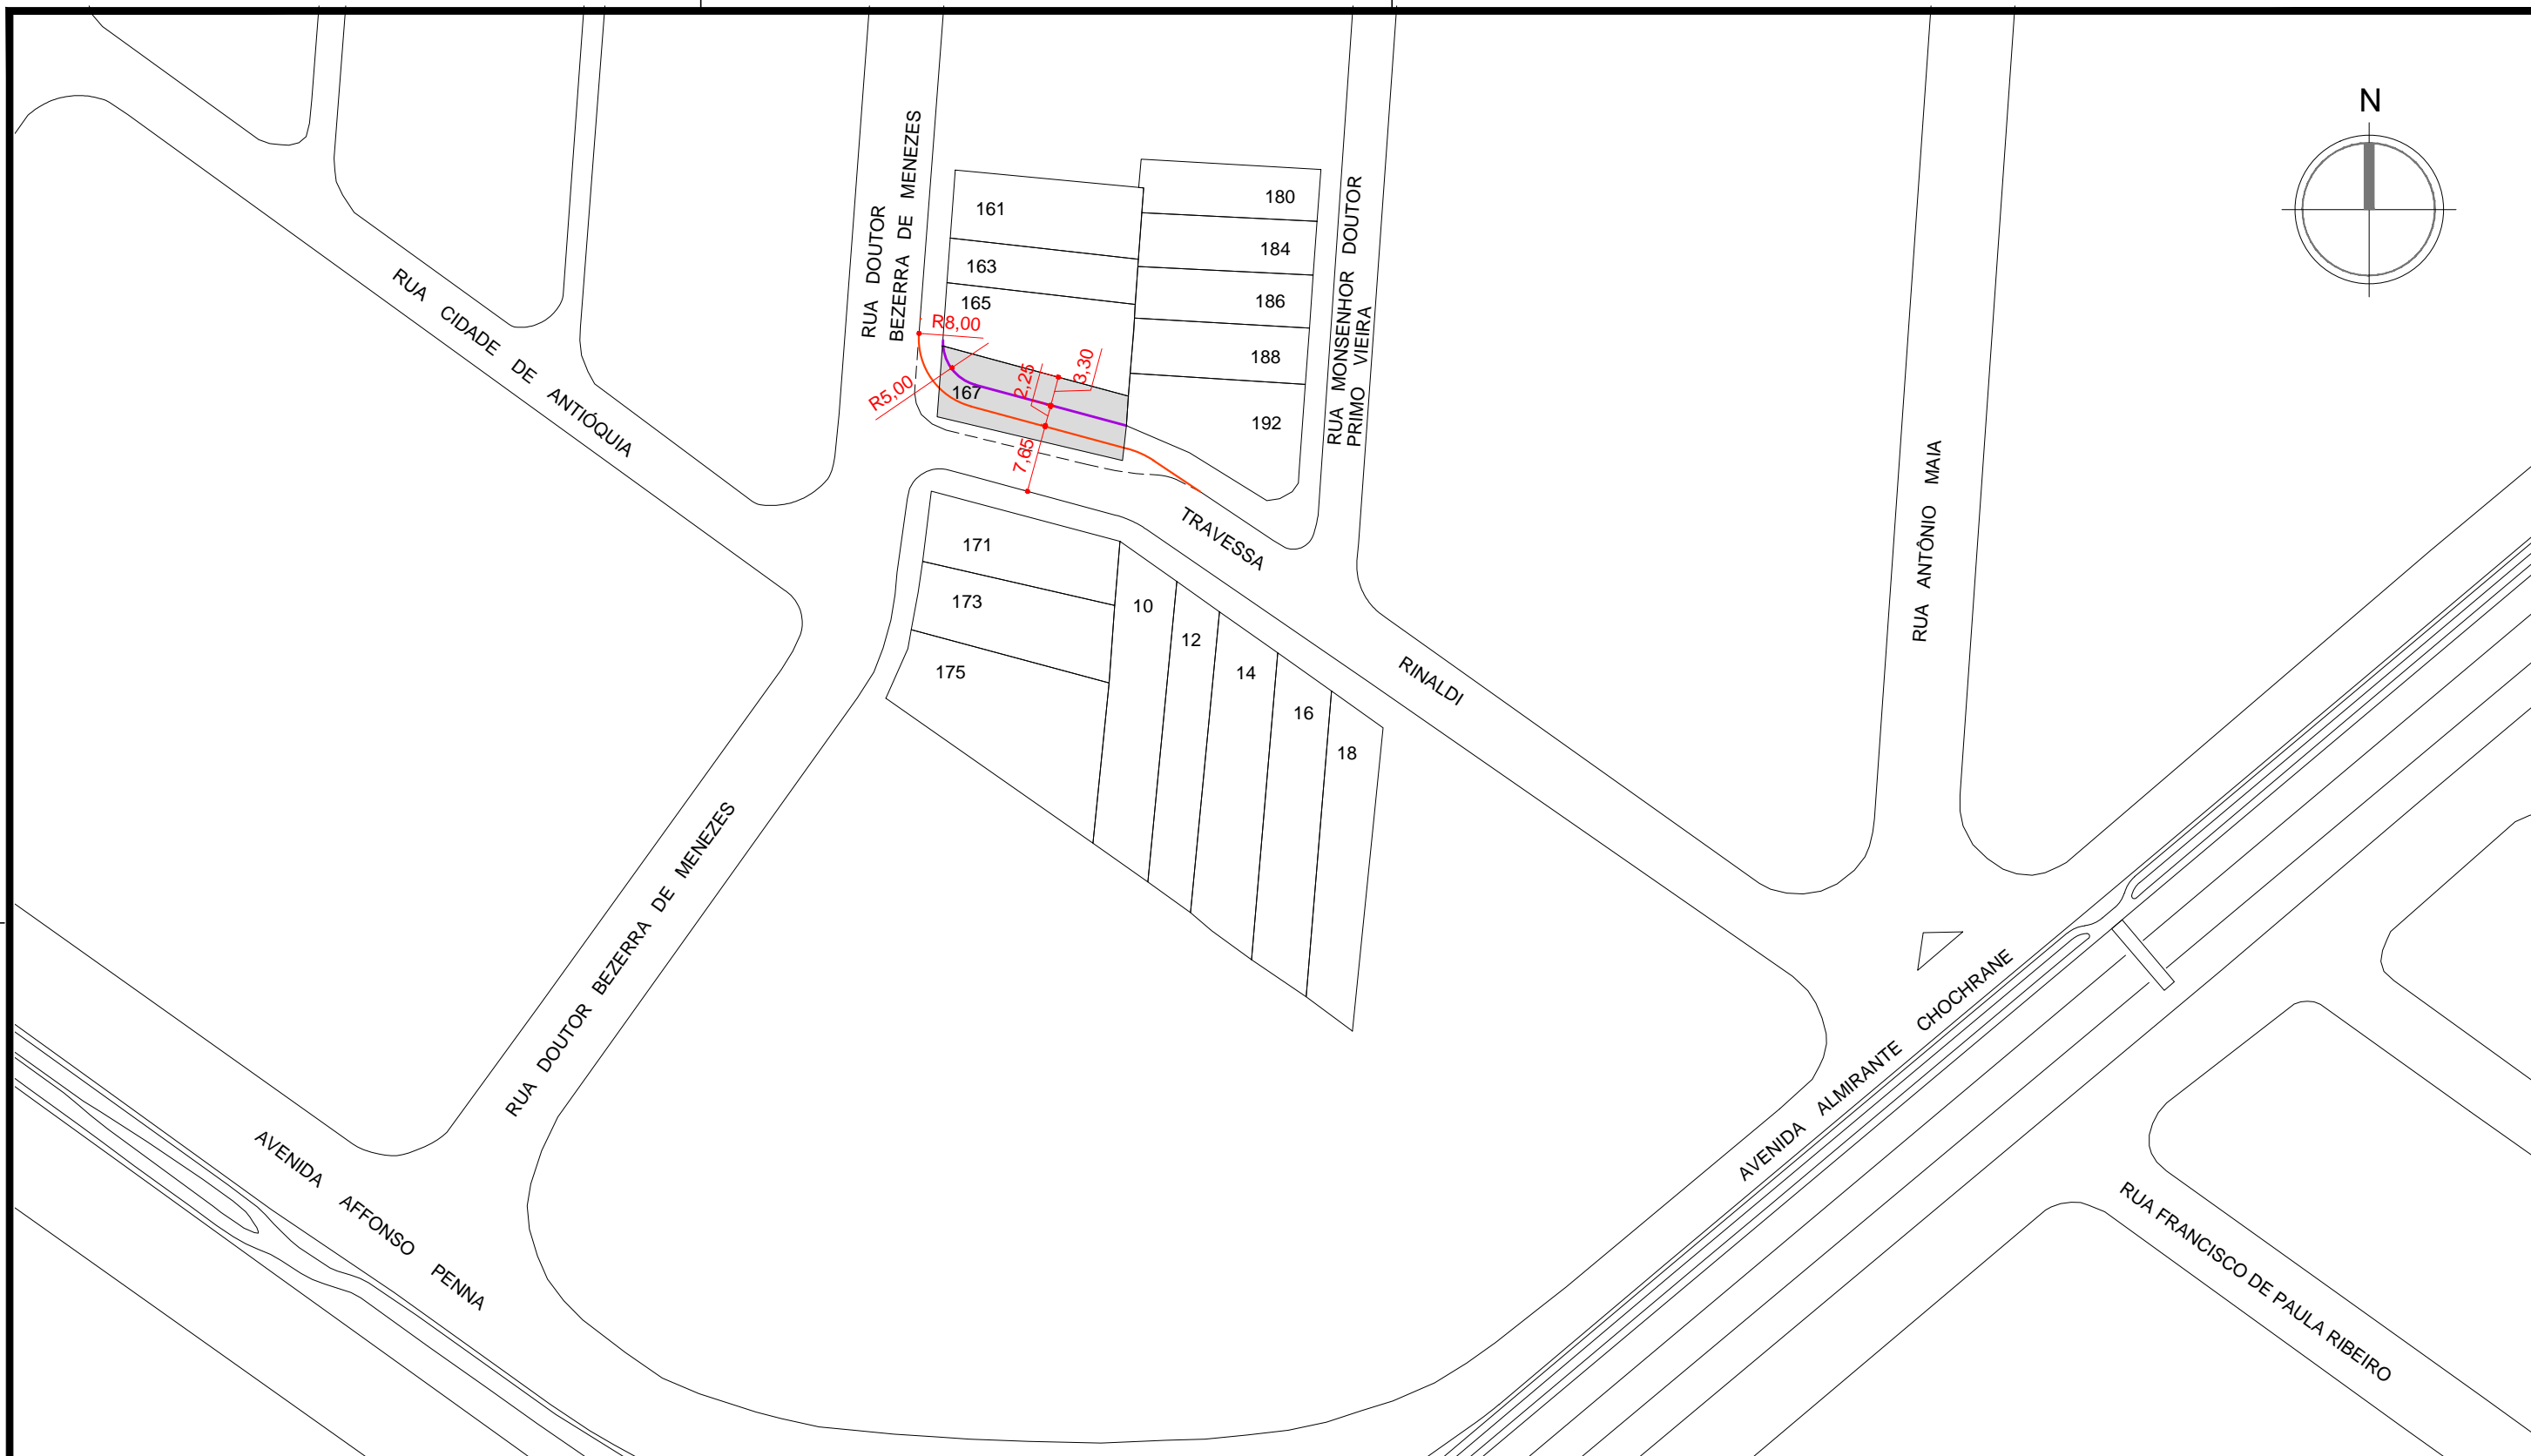 N
RUA DOUTOR
BEZERRA DE MENEZES
161
163
165
167
180
184
186
188
192
RUA MONSENHOR DOUTOR
PRIMO VIEIRA
R8,00
R5,00
2,25
3,30
7,65
RUA CIDADE DE ANTIÓQUIA
RUA ANTÔNIO MAIA
TRAVESSA RINALDI
171
173
175
10
12
14
16
18
RUA DOUTOR BEZERRA DE MENEZES
AVENIDA ALMIRANTE CHOCHRANE
AVENIDA AFFONSO PENNA
RUA FRANCISCO DE PAULA RIBEIRO